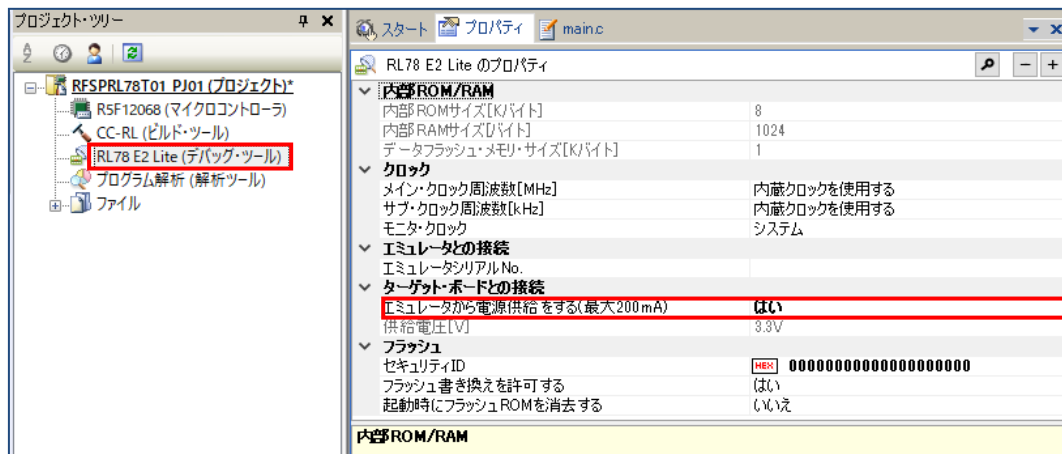 プロジェクト・ツリー
RFSPRL78T01_PJ01 (プロジェクト)*
R5F12068 (マイクロコントローラ)
CC-RL (ビルド・ツール)
RL78 E2 Lite (デバッグ・ツール)
プログラム解析 (解析ツール)
ファイル
スタート プロパティ main.c
RL78 E2 Lite のプロパティ
内部ROM/RAM
内部ROMサイズ[Kバイト] 8
内部RAMサイズ[バイト] 1024
データフラッシュ・メモリ・サイズ[Kバイト] 1
クロック
メイン・クロック周波数[MHz] 内蔵クロックを使用する
サブ・クロック周波数[kHz] 内蔵クロックを使用する
モニタ・クロック システム
エミュレータとの接続
エミュレータシリアルNo.
ターゲット・ボードとの接続
エミュレータから電源供給をする(最大200mA) はい
供給電圧[V] 3.3V
フラッシュ
セキュリティID HEX 00000000000000000000
フラッシュ書き換えを許可する はい
起動時にフラッシュROMを消去する いいえ
内部ROM/RAM